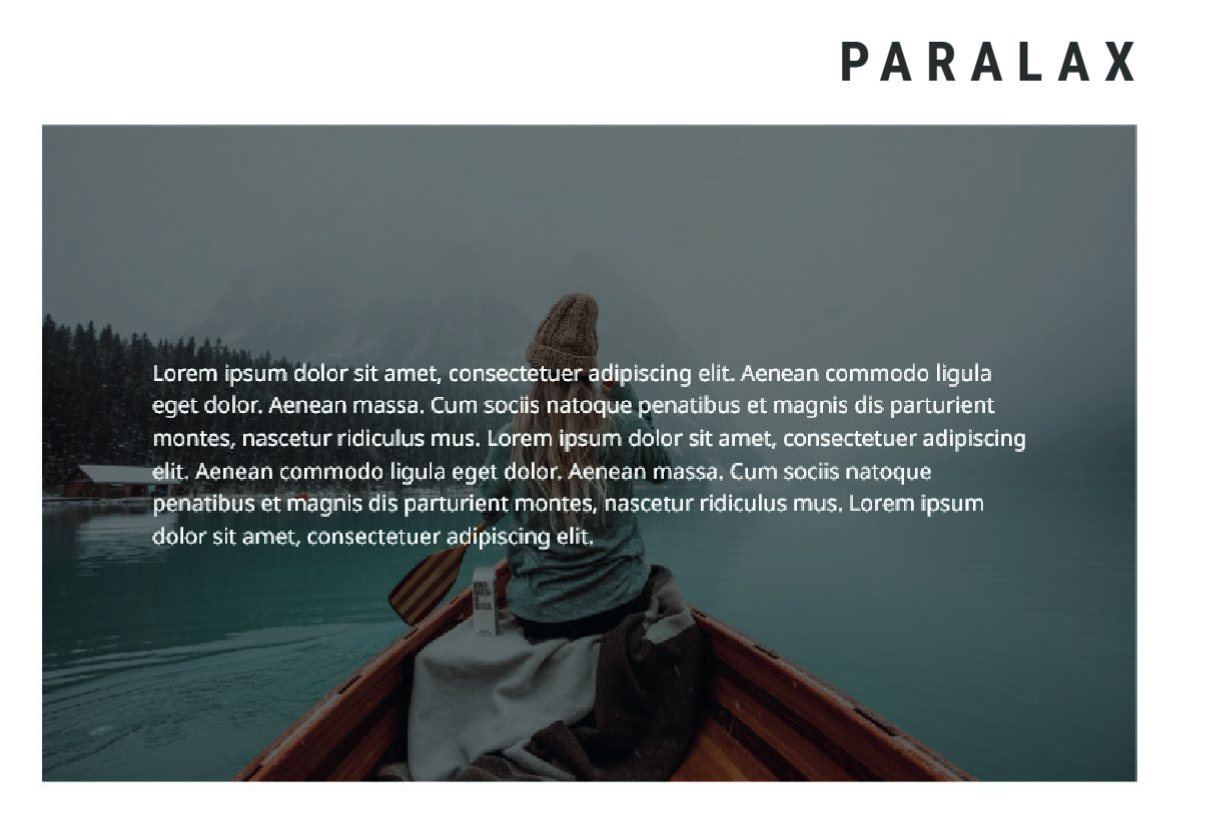 PARALAX
Lorem ipsum dolor sit amet, consectetuer adipiscing elit. Aenean commodo ligula
eget dolor. Aenean massa. Cum sociis natoque penatibus et magnis dis parturient
montes, nascetur ridiculus mus. Lorem ipsum dolor sit amet, consectetuer adipiscing
elit. Aenean commodo ligula eget dolor. Aenean massa. Cum sociis natoque
penatibus et magnis dis parturient montes, nascetur ridiculus mus. Lorem ipsum
dolor sit amet, consectetuer adipiscing elit.